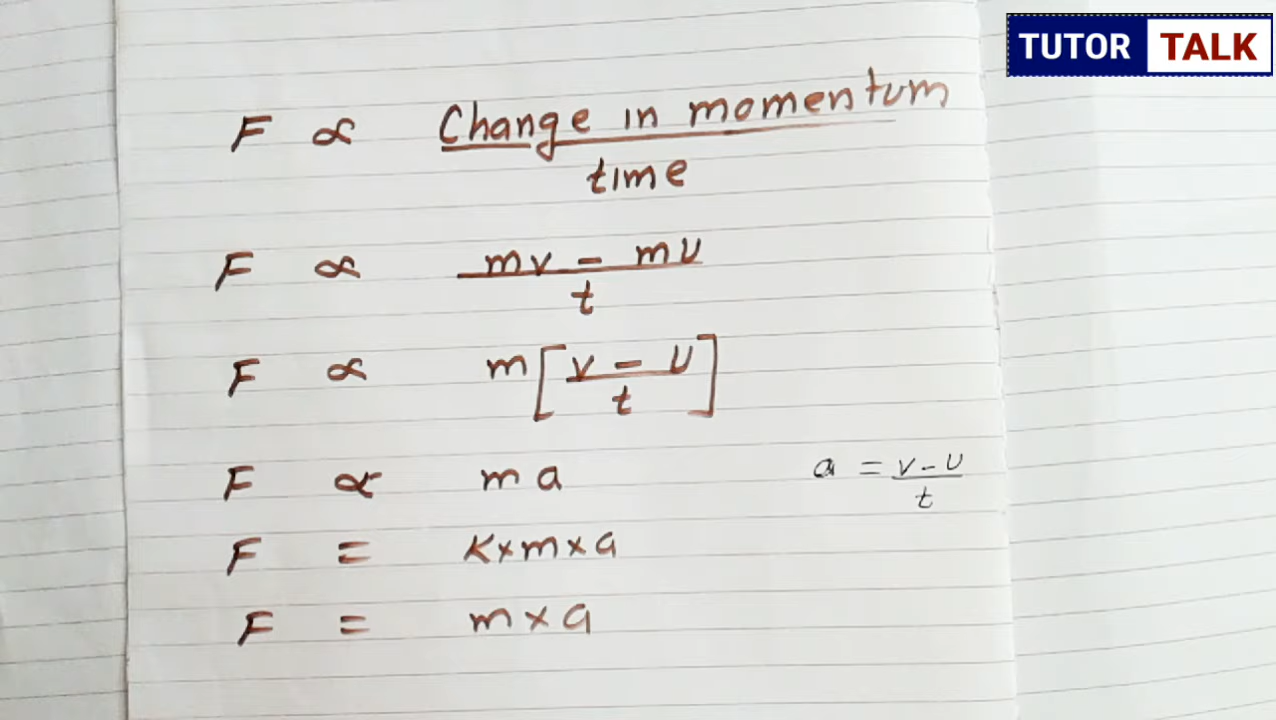 TUTOR TALK
F ∝ Change in momentum
time
F ∝ mv - mu
t
F ∝ m[v - u]
t
F ∝ ma
a = v-u
t
F = K×m×a
F = m×a